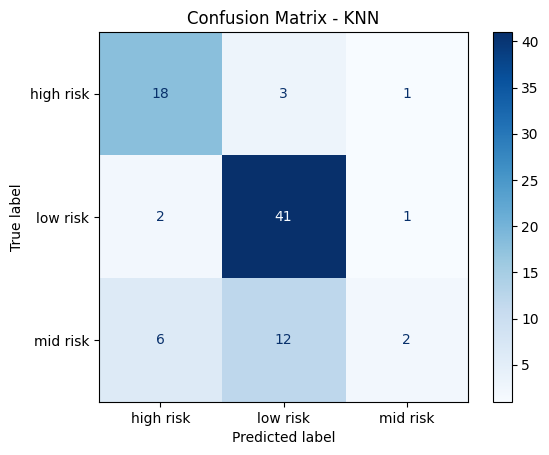 Confusion Matrix - KNN
high risk 18 3 1
low risk 2 41 1
mid risk 6 12 2
high risk low risk mid risk
Predicted label
True label
40
35
30
25
20
15
10
5